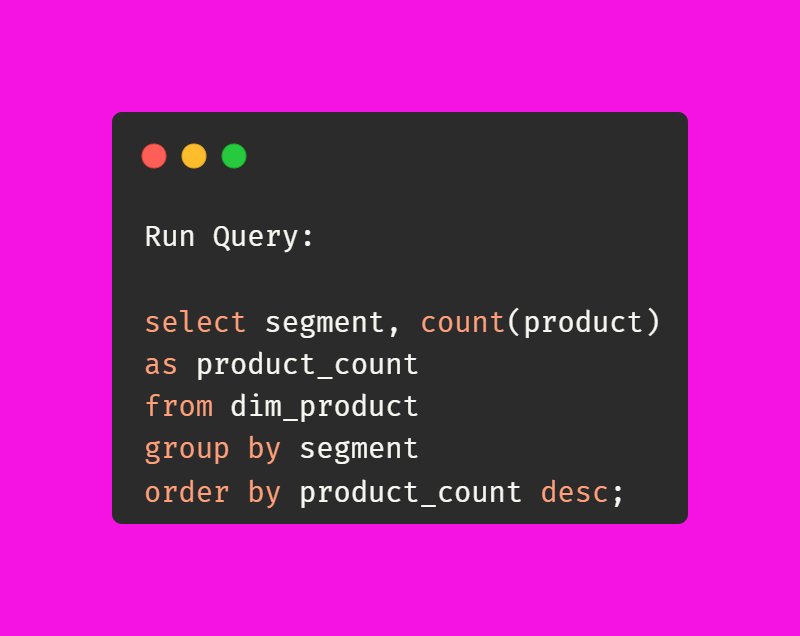 Run Query:
select segment, count(product)
as product_count
from dim_product
group by segment
order by product_count desc;